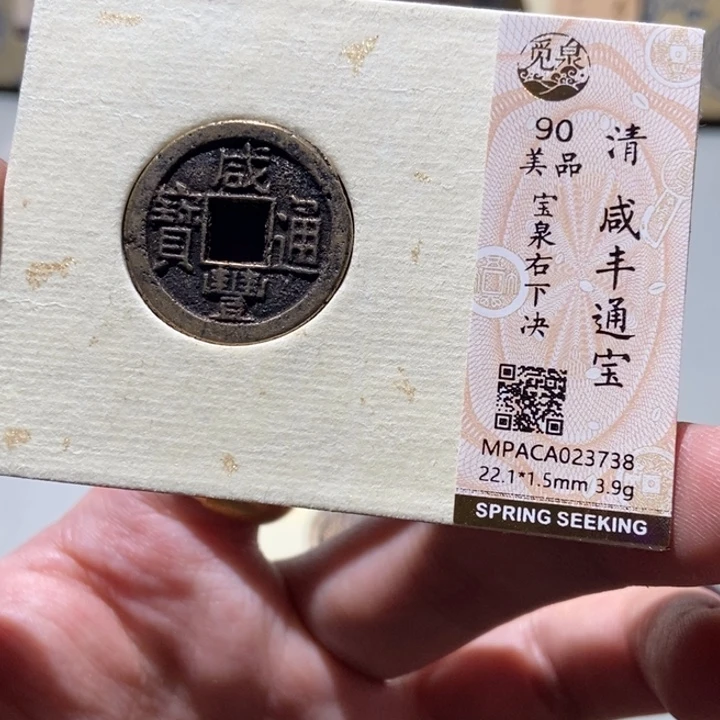 咸
豐
通
寶
觅泉
90
美品
清 咸丰通宝
宝泉右下决
MPACA023738
22.1*1.5mm 3.9g
SPRING SEEKING